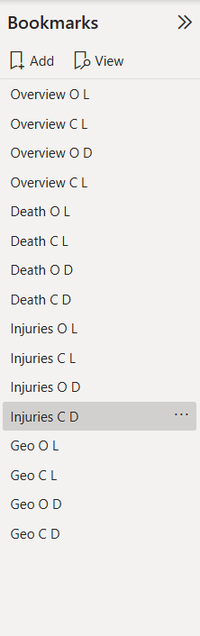 Bookmarks
Add View
Overview O L
Overview C L
Overview O D
Overview C L
Death O L
Death C L
Death O D
Death C D
Injuries O L
Injuries C L
Injuries O D
Injuries C D
Geo O L
Geo C L
Geo O D
Geo C D